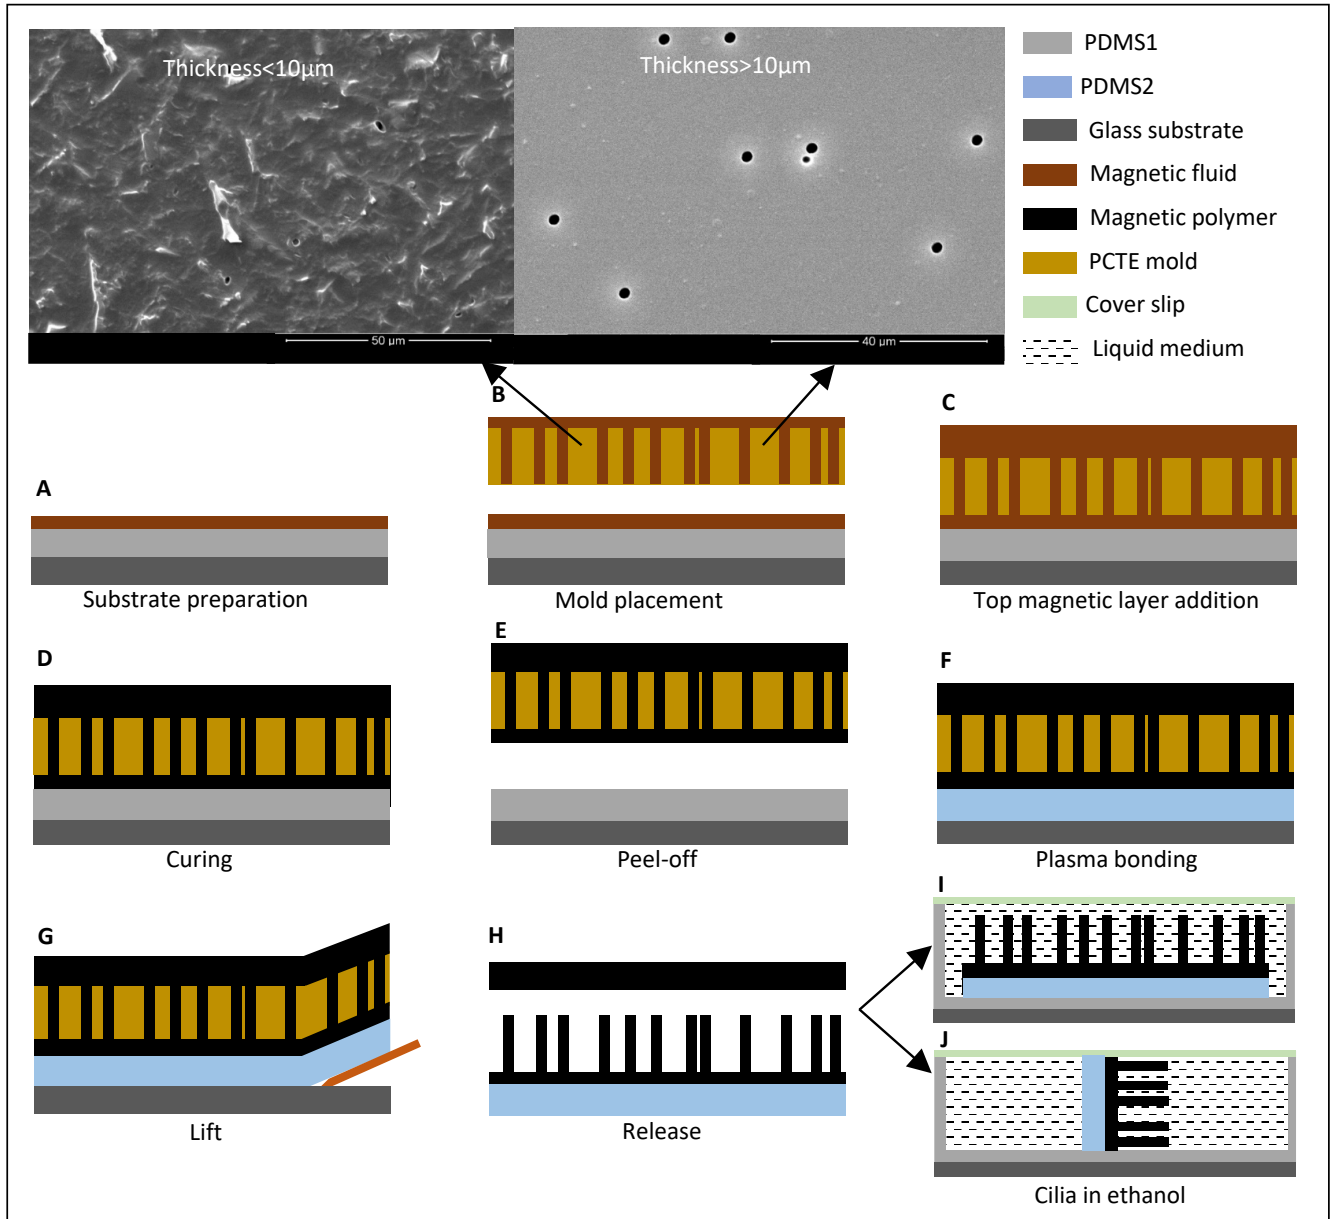 Thickness<10μm
Thickness>10μm
50 μm
40 μm
PDMS1
PDMS2
Glass substrate
Magnetic fluid
Magnetic polymer
PCTE mold
Cover slip
Liquid medium
A
Substrate preparation
B
Mold placement
C
Top magnetic layer addition
D
Curing
E
Peel-off
F
Plasma bonding
G
Lift
H
Release
I
J
Cilia in ethanol